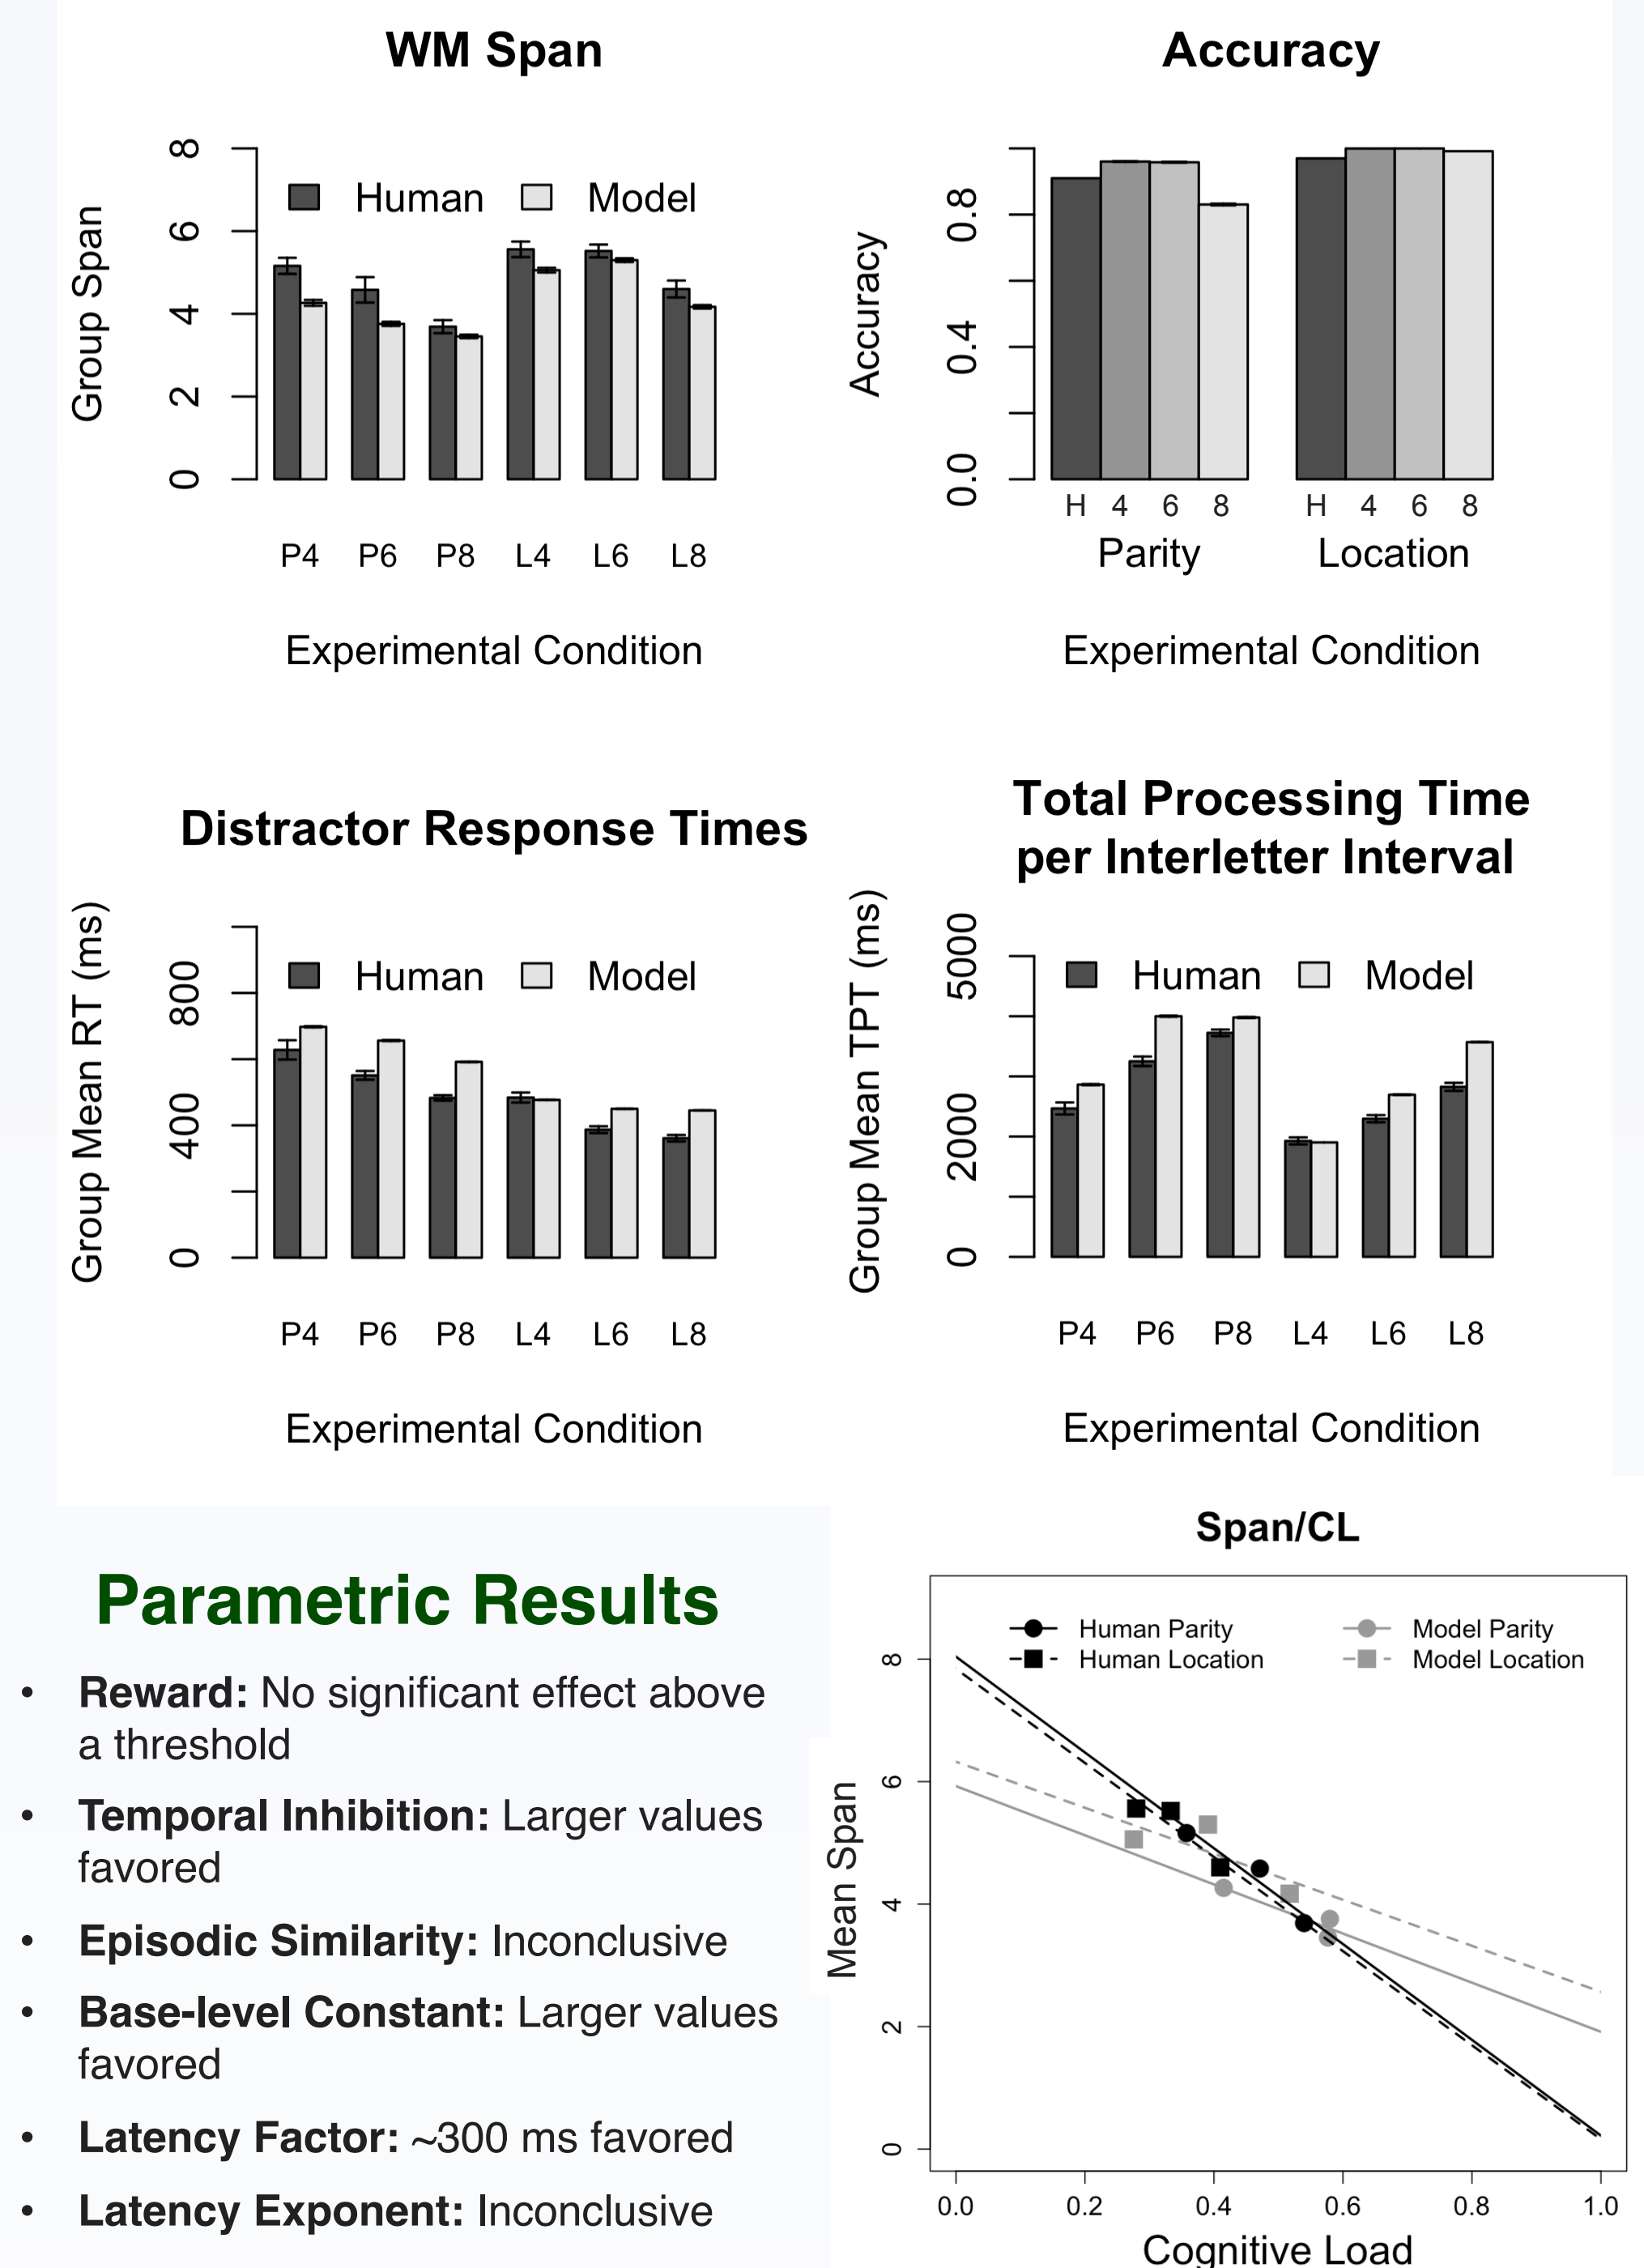 WM Span
Group Span
0 2 4 6 8
Human Model
P4 P6 P8 L4 L6 L8
Experimental Condition
Accuracy
Accuracy
0.0 0.4 0.8
H 4 6 8 H 4 6 8
Parity Location
Experimental Condition
Distractor Response Times
Group Mean RT (ms)
0 400 800
Human Model
P4 P6 P8 L4 L6 L8
Experimental Condition
Total Processing Time
per Interletter Interval
Group Mean TPT (ms)
0 2000 5000
Human Model
P4 P6 P8 L4 L6 L8
Experimental Condition
Parametric Results
• Reward: No significant effect above
a threshold
• Temporal Inhibition: Larger values
favored
• Episodic Similarity: Inconclusive
• Base-level Constant: Larger values
favored
• Latency Factor: ~300 ms favored
• Latency Exponent: Inconclusive
Span/CL
Human Parity Model Parity
Human Location Model Location
Mean Span
0 2 4 6 8
0.0 0.2 0.4 0.6 0.8 1.0
Cognitive Load